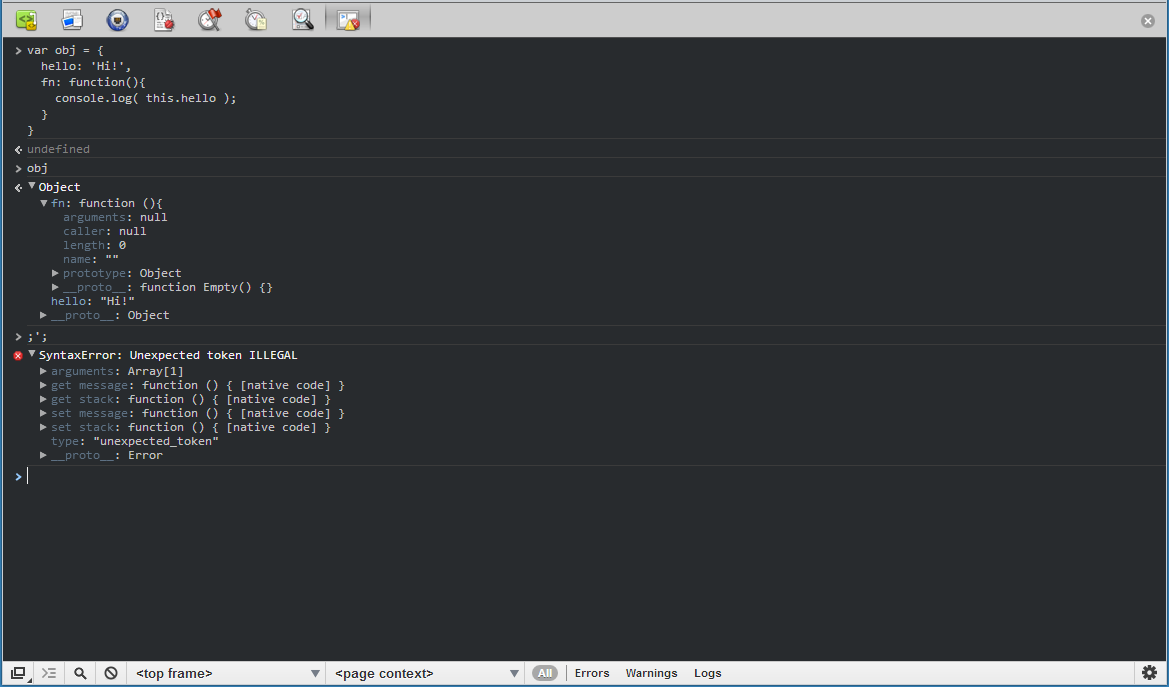 > var obj = {
hello: 'Hi!',
fn: function(){
console.log( this.hello );
}
}
undefined
> obj
▼Object
▼fn: function (){
arguments: null
caller: null
length: 0
name: ""
▶prototype: Object
▶__proto__: function Empty() {}
hello: "Hi!"
▶__proto__: Object
> ;';
▼SyntaxError: Unexpected token ILLEGAL
▶arguments: Array[1]
▶get message: function () { [native code] }
▶get stack: function () { [native code] }
▶set message: function () { [native code] }
▶set stack: function () { [native code] }
type: "unexpected_token"
▶__proto__: Error
>
<top frame> ▼ <page context> ▼ All Errors Warnings Logs